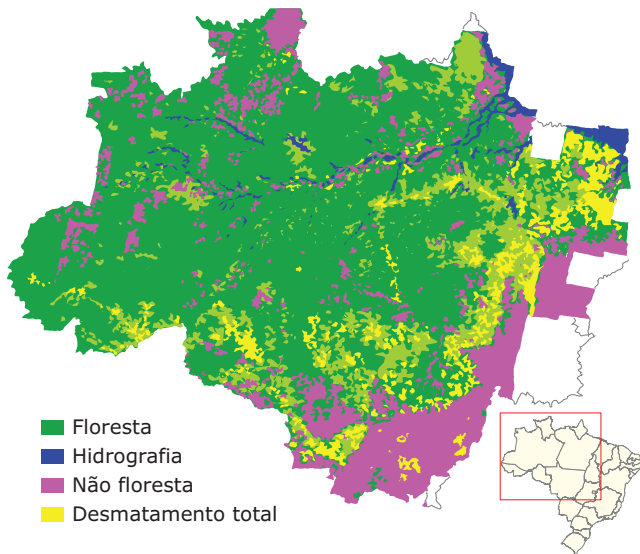 Floresta
Hidrografia
Não floresta
Desmatamento total